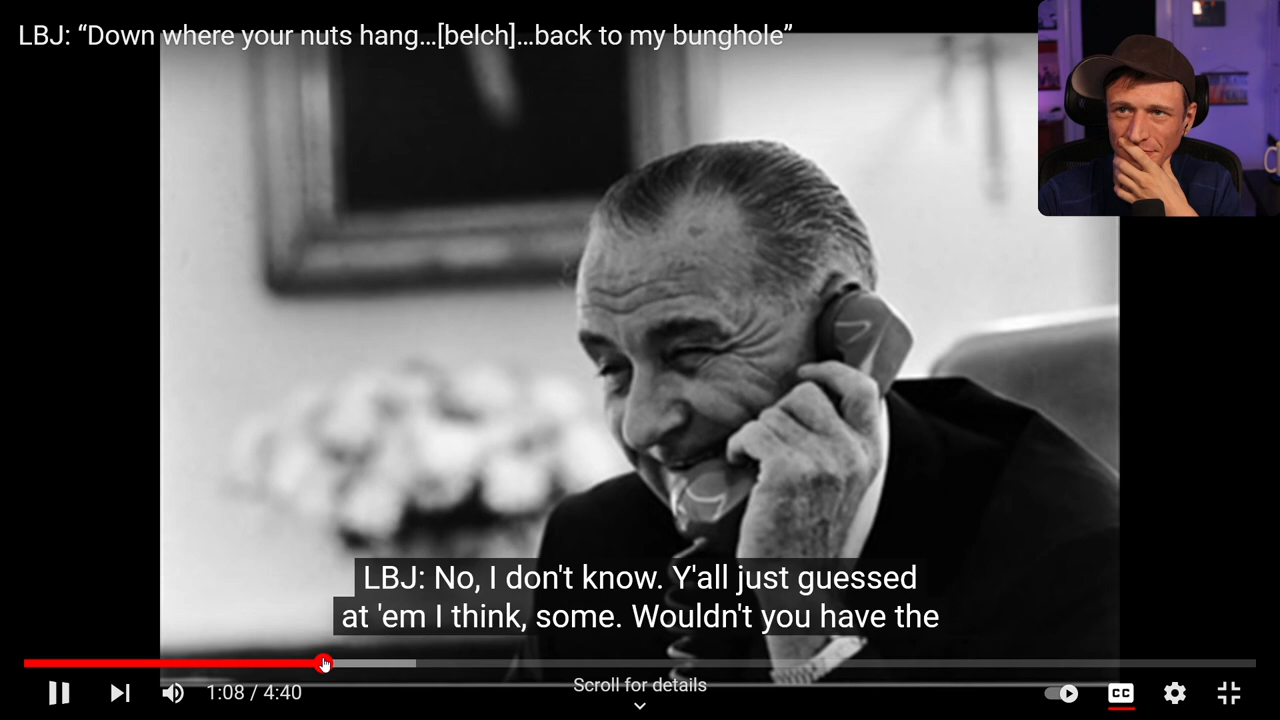 LBJ: “Down where your nuts hang...[belch]...back to my bunghole”
LBJ: No, I don't know. Y'all just guessed
at 'em I think, some. Wouldn't you have the
1:08 / 4:40
Scroll for details
CC